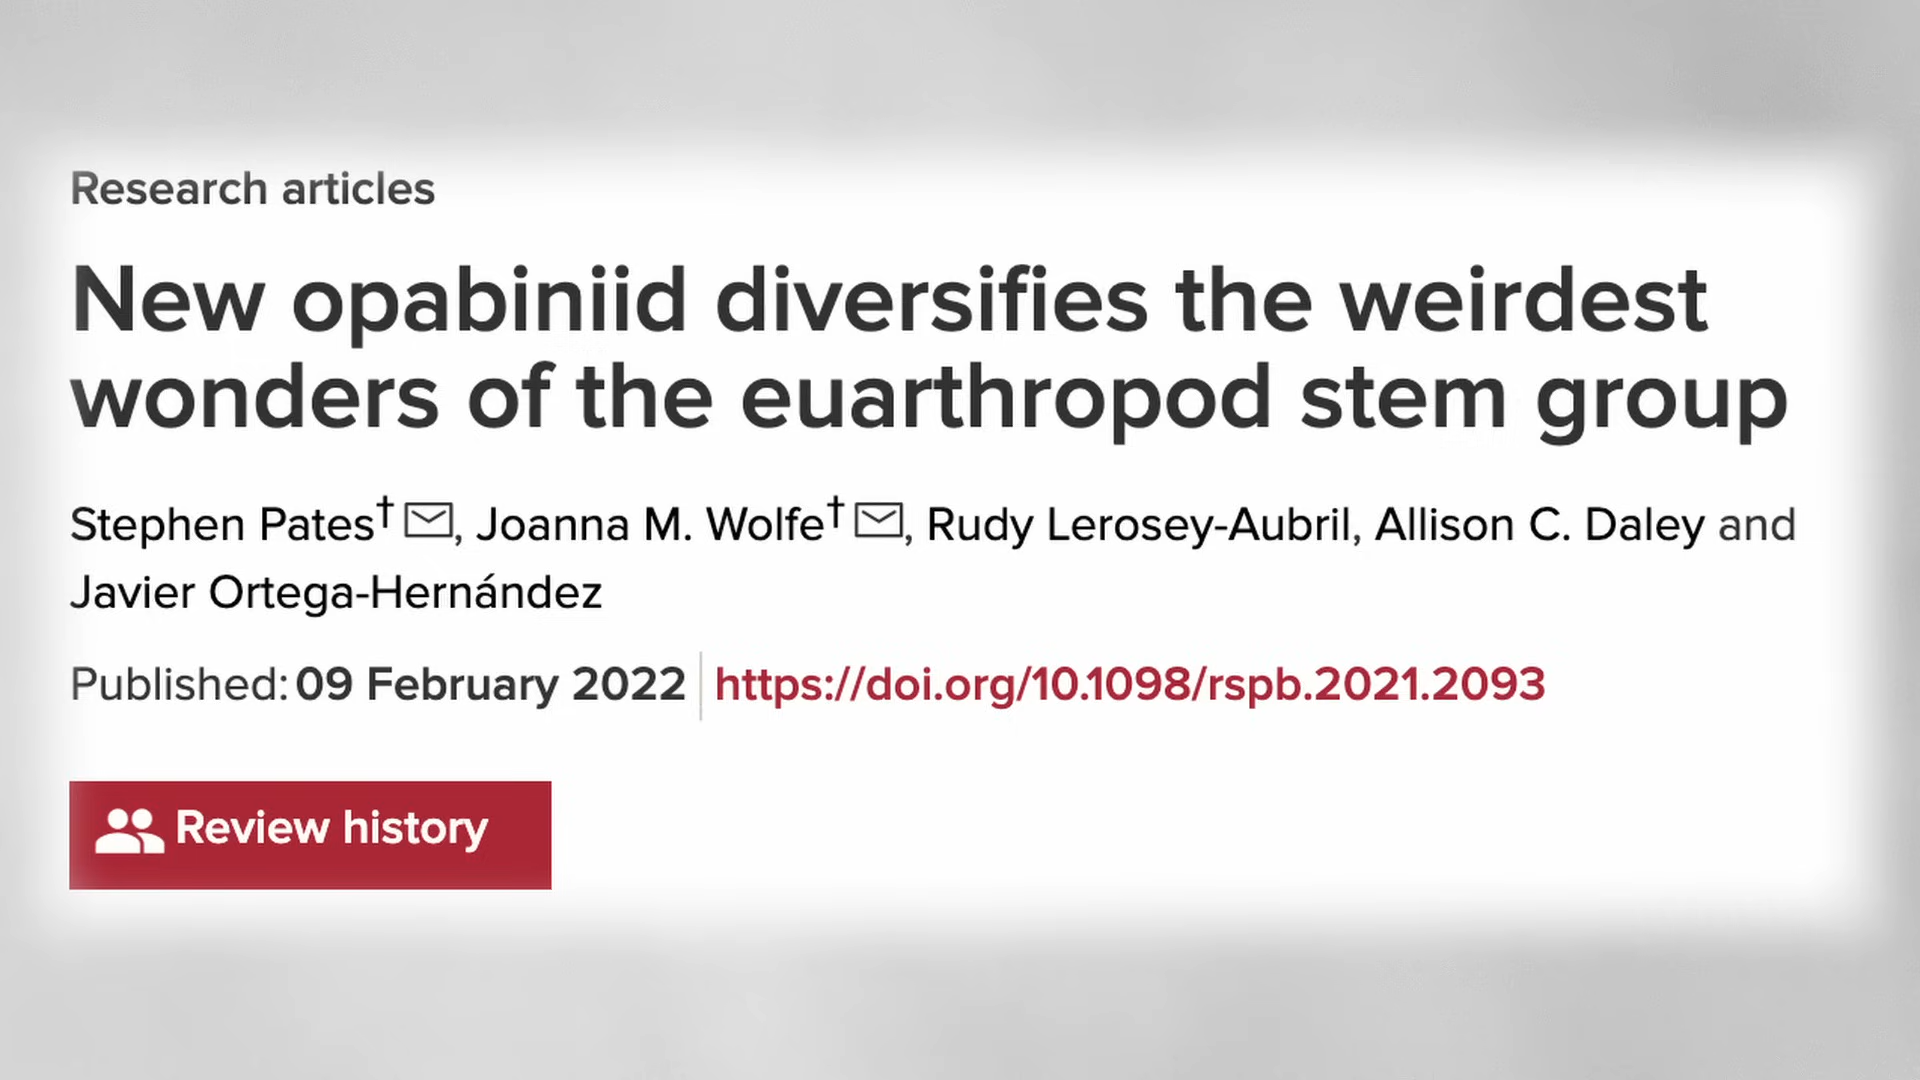 Research articles
New opabiniid diversifies the weirdest
wonders of the euarthropod stem group
Stephen Pates†, Joanna M. Wolfe†, Rudy Lerosey-Aubril, Allison C. Daley and
Javier Ortega-Hernández
Published: 09 February 2022 | https://doi.org/10.1098/rspb.2021.2093
Review history